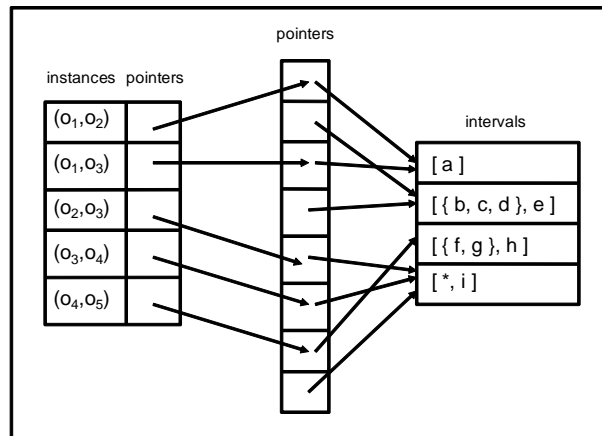 pointers
instances pointers
intervals
(o₁,o₂)
(o₁,o₃)
(o₂,o₃)
(o₃,o₄)
(o₄,o₅)
[ a ]
[ { b, c, d }, e ]
[ { f, g }, h ]
[ *, i ]